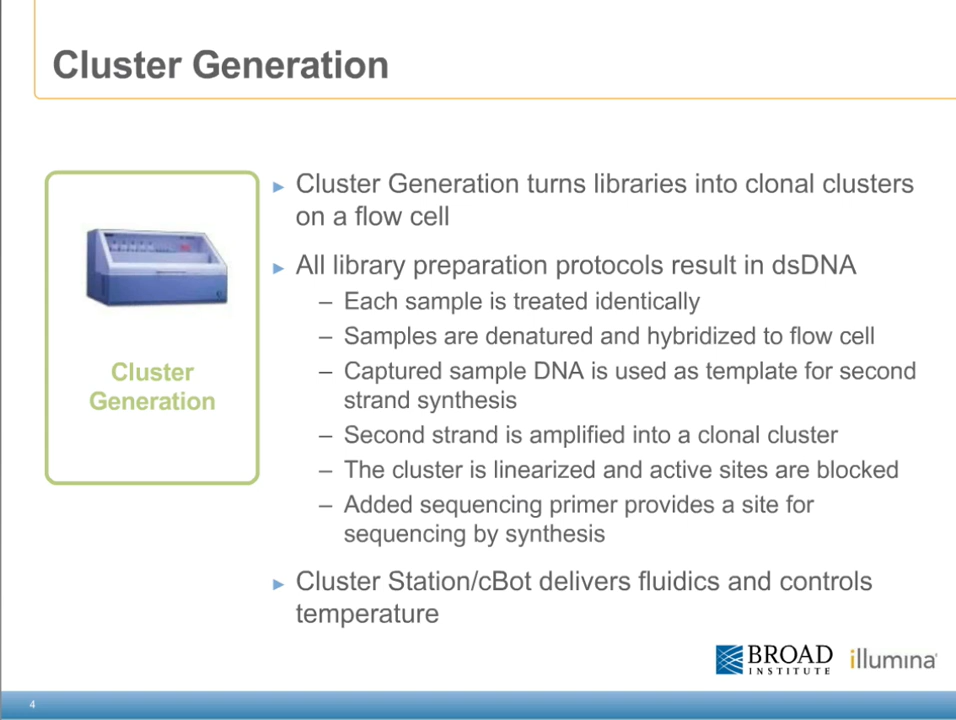 Cluster Generation
► Cluster Generation turns libraries into clonal clusters
on a flow cell
► All library preparation protocols result in dsDNA
– Each sample is treated identically
– Samples are denatured and hybridized to flow cell
– Captured sample DNA is used as template for second
strand synthesis
– Second strand is amplified into a clonal cluster
– The cluster is linearized and active sites are blocked
– Added sequencing primer provides a site for
sequencing by synthesis
► Cluster Station/cBot delivers fluidics and controls
temperature
Cluster
Generation
BROAD
INSTITUTE
illumina
4